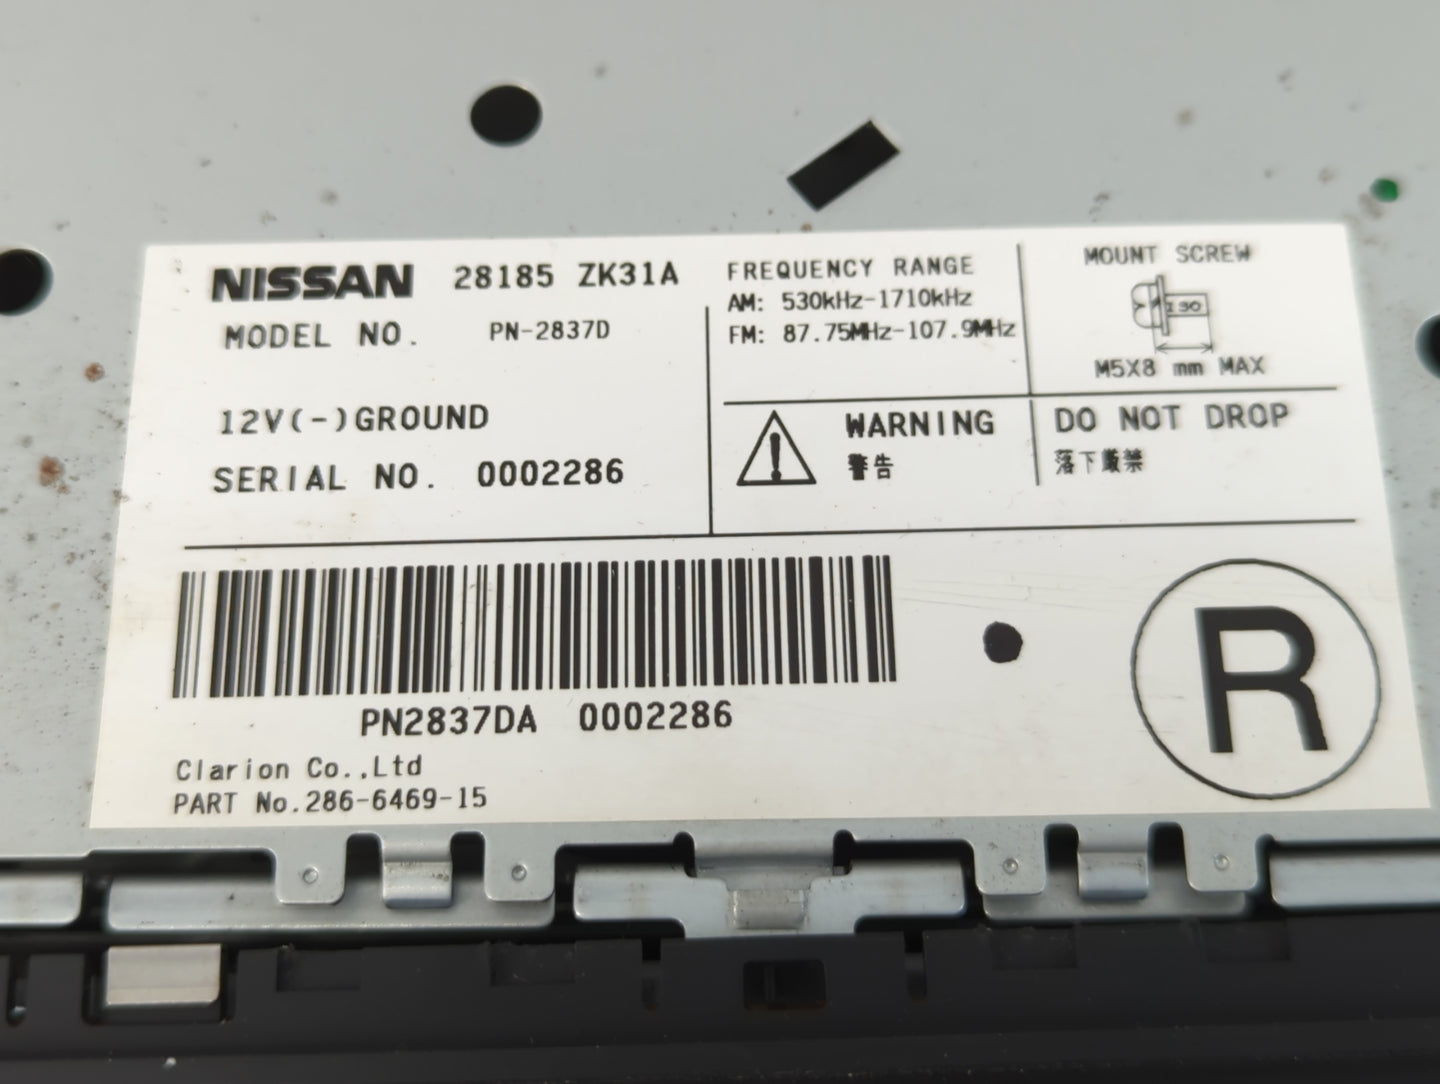 NISSAN 28185 ZK31A
MODEL NO. PN-2837D
12V(-)GROUND
SERIAL NO. 0002286
FREQUENCY RANGE
AM: 530kHz-1710kHz
FM: 87.75MHz-107.9MHz
MOUNT SCREW
ISO
M5X8 mm MAX
WARNING
警告
DO NOT DROP
落下厳禁
PN2837DA 0002286
R
Clarion Co.,Ltd
PART No.286-6469-15